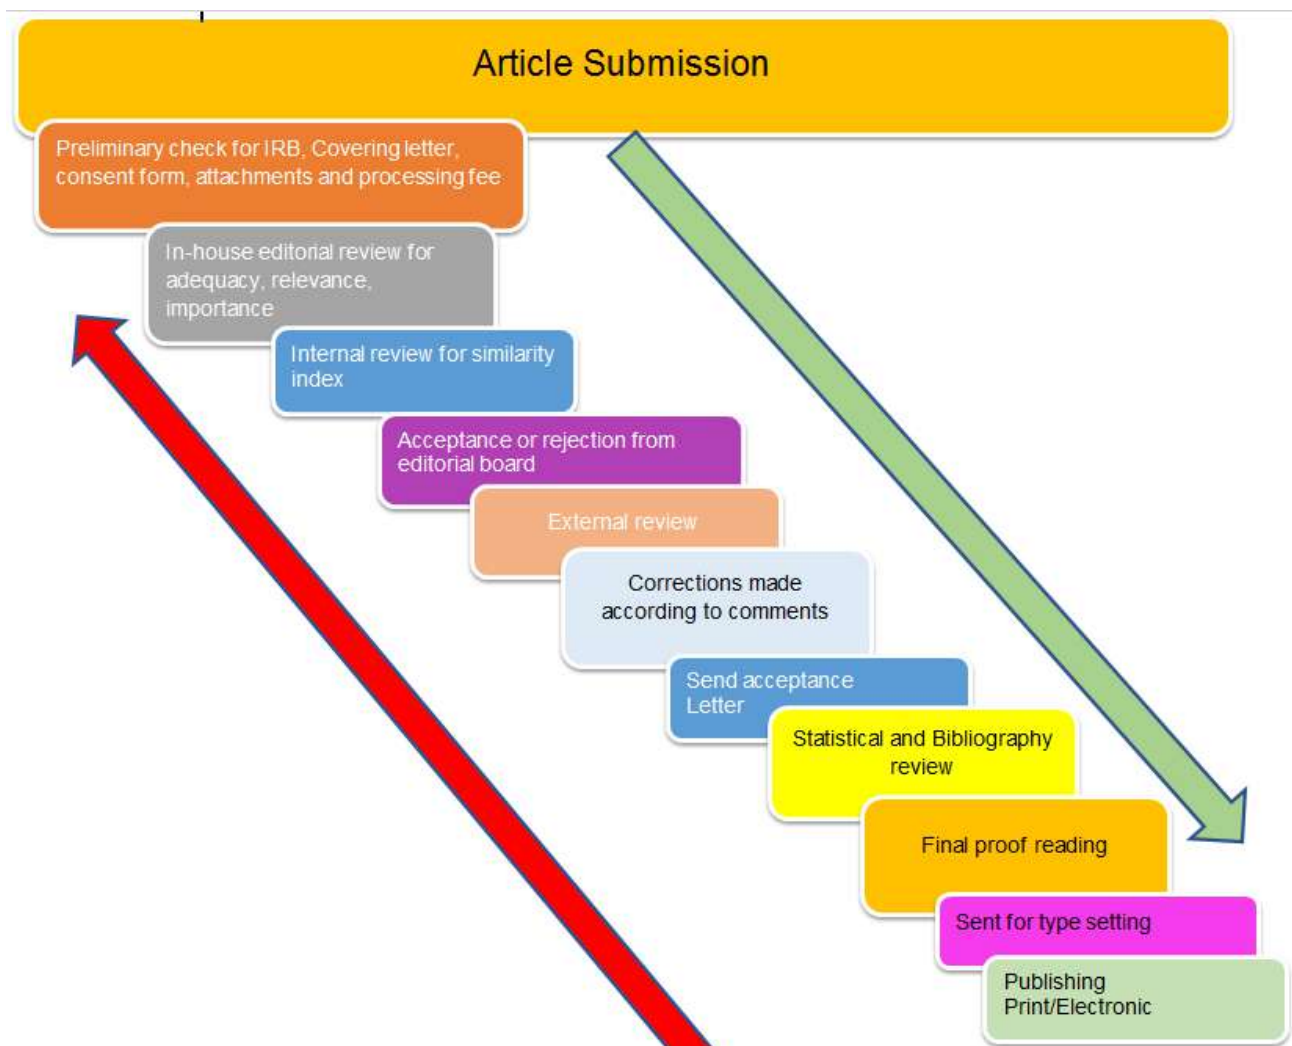 Article Submission
Preliminary check for IRB, Covering letter,
consent form, attachments and processing fee
In-house editorial review for
adequacy, relevance,
importance
Internal review for similarity
index
Acceptance or rejection from
editorial board
External review
Corrections made
according to comments
Send acceptance
Letter
Statistical and Bibliography
review
Final proof reading
Sent for type setting
Publishing
Print/Electronic